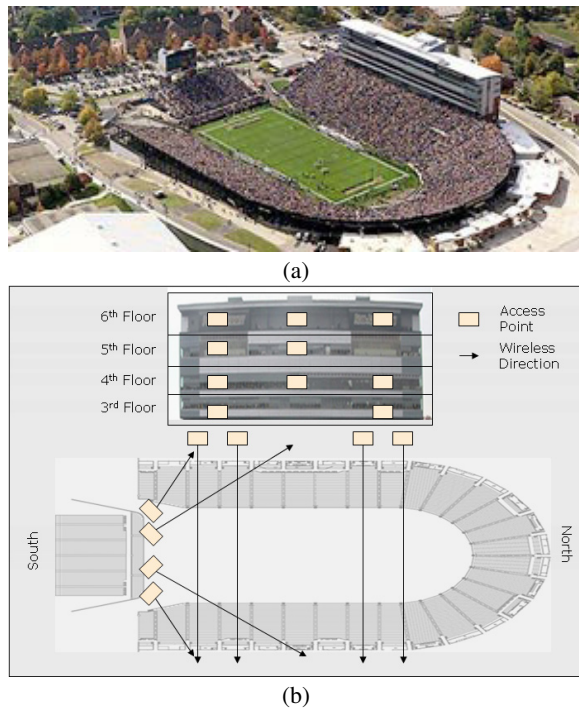 (a)
6th Floor
5th Floor
4th Floor
3rd Floor
Access
Point
Wireless
Direction
South
North
(b)